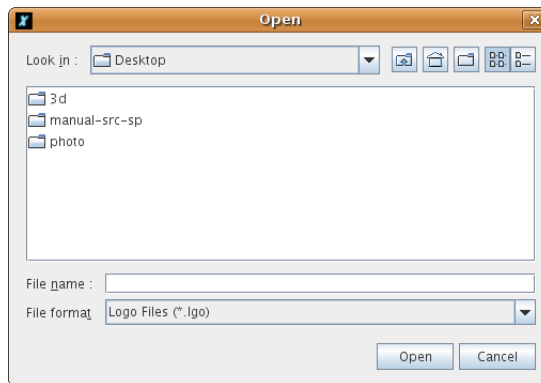 Open
Look in : Desktop
3d
manual-src-sp
photo
File name :
File format Logo Files (*.lgo)
Open Cancel